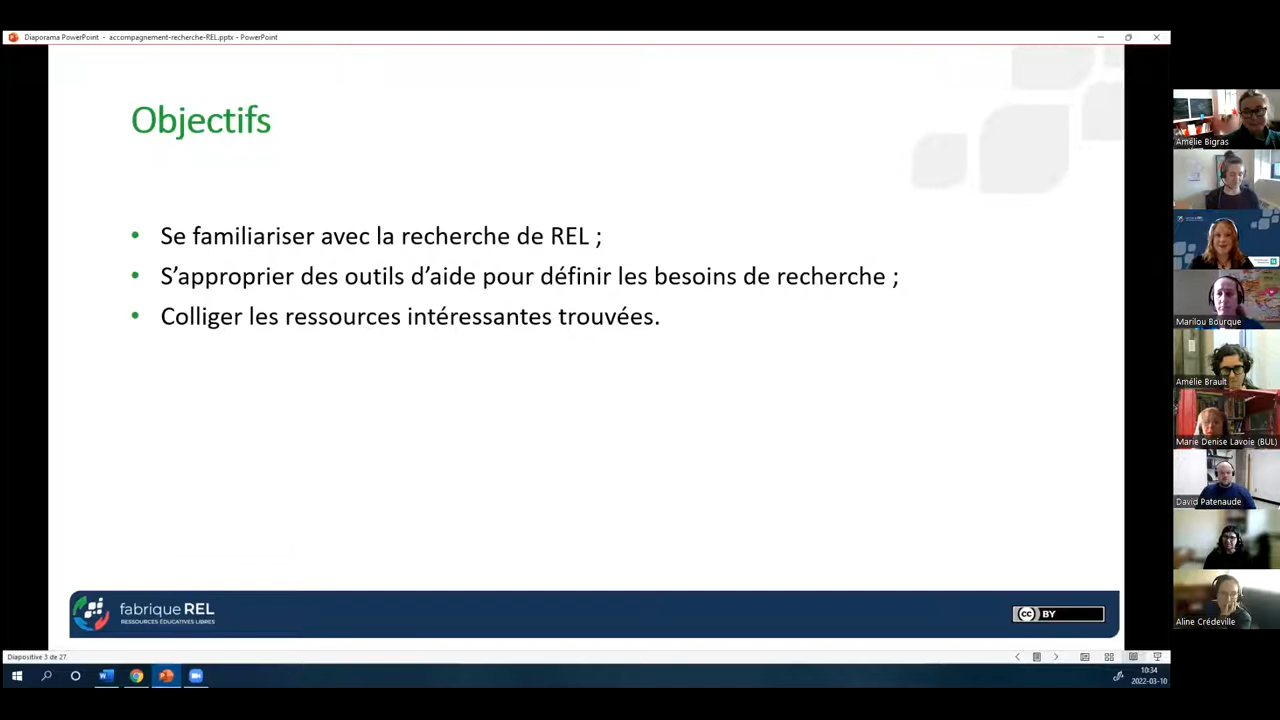 Diaporama PowerPoint - accompagnement-recherche-REL.pptx - PowerPoint
Objectifs
• Se familiariser avec la recherche de REL ;
• S'approprier des outils d'aide pour définir les besoins de recherche ;
• Colliger les ressources intéressantes trouvées.
fabrique REL
RESSOURCES ÉDUCATIVES LIBRES
cc BY
Diapositive 3 de 27
10:34
2022-03-10
Amélie Bigras
Marilou Bourque
Amélie Brault
Marie Denise Lavoie (BUL)
David Patenaude
Aline Crédeville